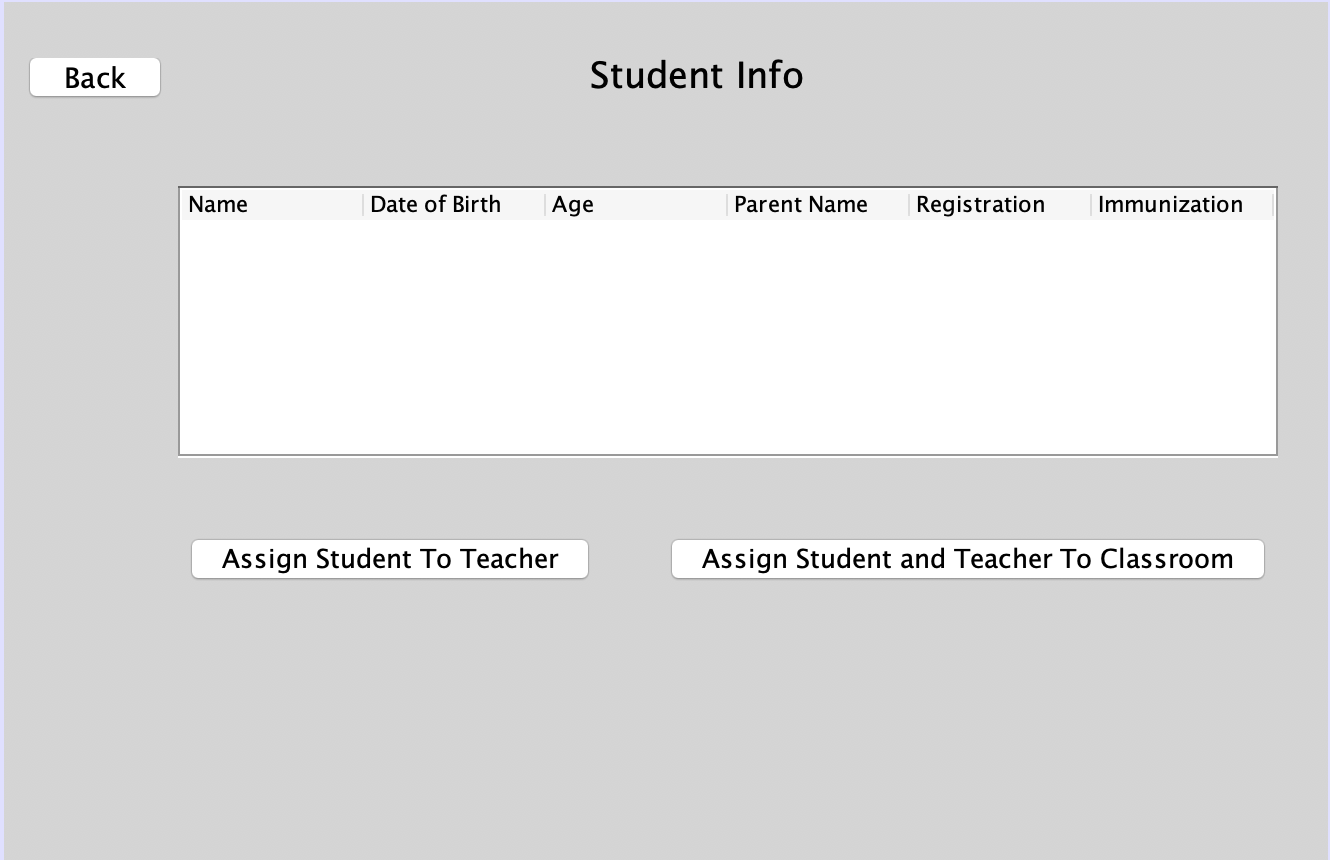 Back
Student Info
Name Date of Birth Age Parent Name Registration Immunization
Assign Student To Teacher Assign Student and Teacher To Classroom